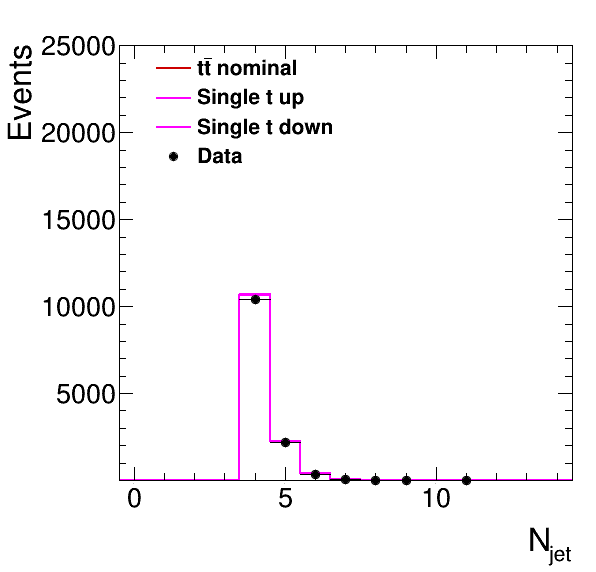 25000
Events
tt̄ nominal
Single t up
Single t down
Data
20000
15000
10000
5000
0 5 10
N_jet